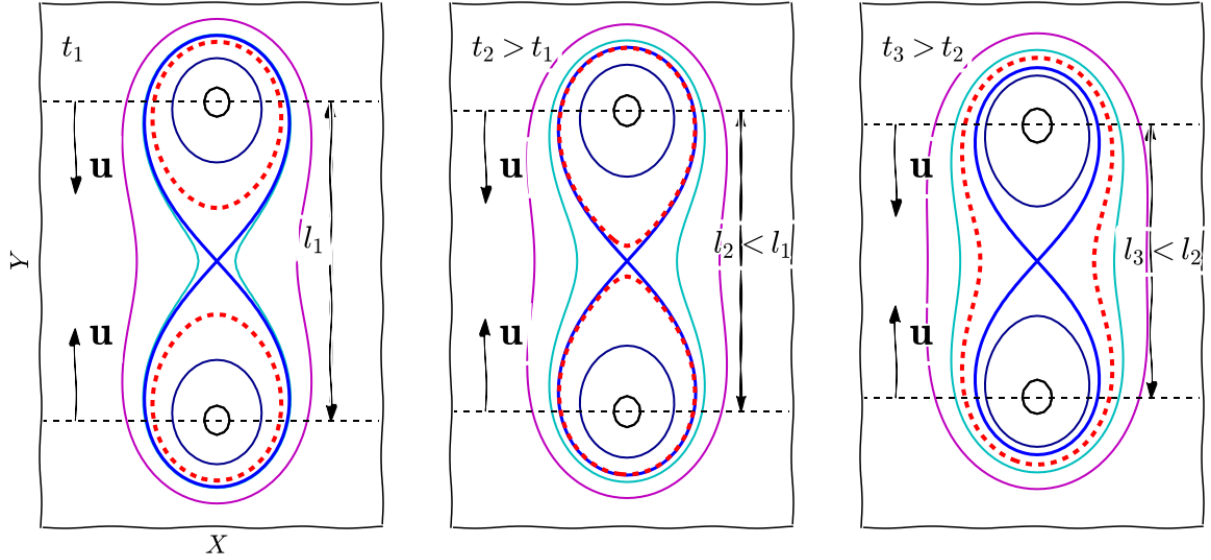 t₁
u
l₁
u
Y
X
t₂ > t₁
u
l₂ < l₁
u
t₃ > t₂
u
l₃ < l₂
u